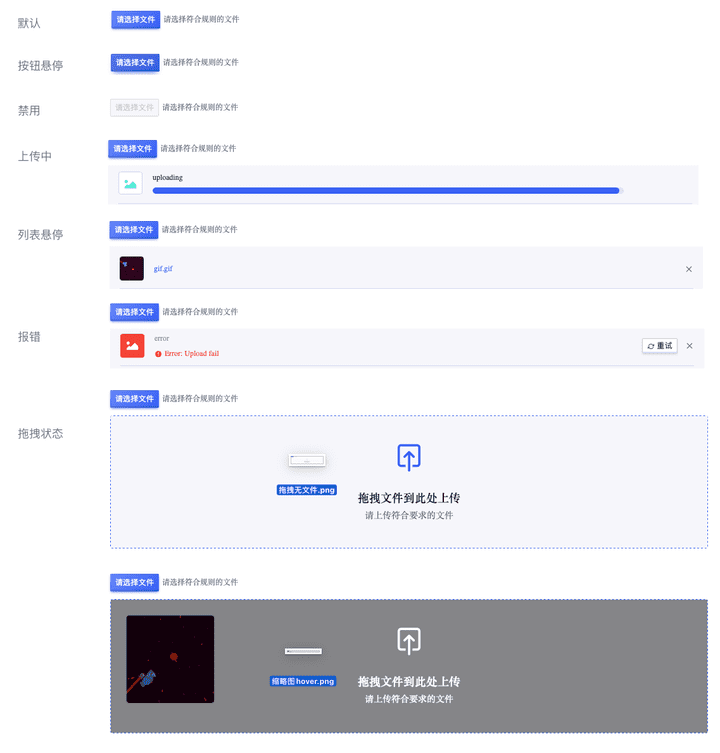 默认
请选择文件 请选择符合规则的文件
按钮悬停
请选择文件 请选择符合规则的文件
禁用
请选择文件 请选择符合规则的文件
上传中
请选择文件 请选择符合规则的文件
uploading
列表悬停
请选择文件 请选择符合规则的文件
gif.gif
请选择文件 请选择符合规则的文件
报错
error
Error: Upload fail
重试
请选择文件 请选择符合规则的文件
拖拽状态
拖拽无文件.png
拖拽文件到此处上传
请上传符合要求的文件
请选择文件 请选择符合规则的文件
缩略图hover.png
拖拽文件到此处上传
请上传符合要求的文件